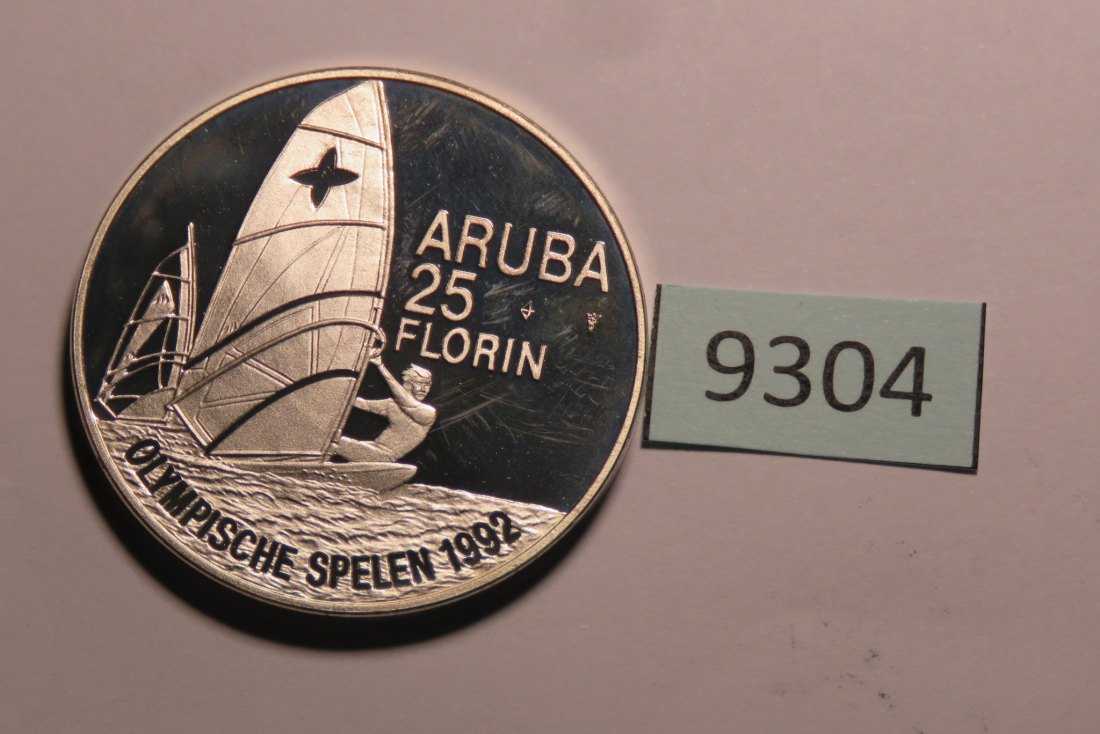 ARUBA
25
FLORIN
OLYMPISCHE SPELEN 1992
9304